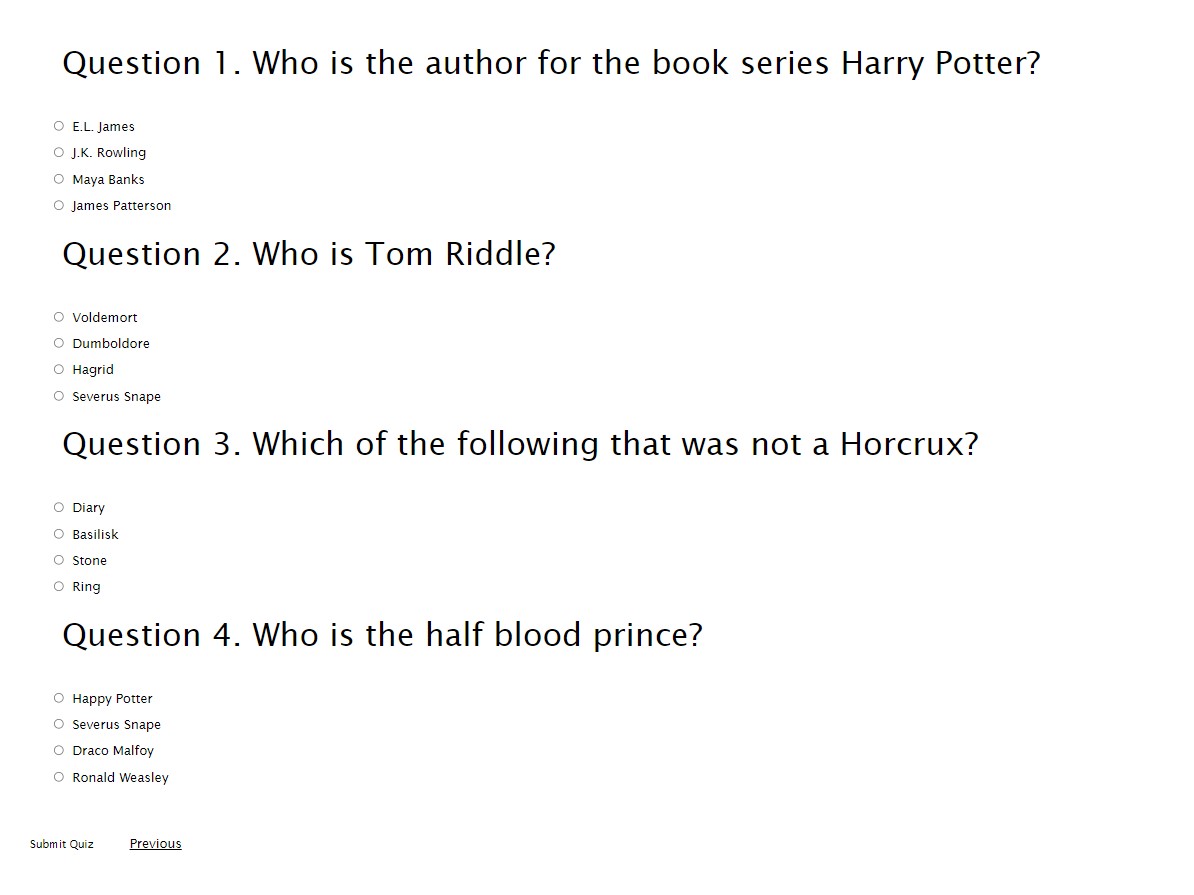 Question 1. Who is the author for the book series Harry Potter?
E.L. James
J.K. Rowling
Maya Banks
James Patterson
Question 2. Who is Tom Riddle?
Voldemort
Dumboldore
Hagrid
Severus Snape
Question 3. Which of the following that was not a Horcrux?
Diary
Basilisk
Stone
Ring
Question 4. Who is the half blood prince?
Happy Potter
Severus Snape
Draco Malfoy
Ronald Weasley
Submit Quiz Previous